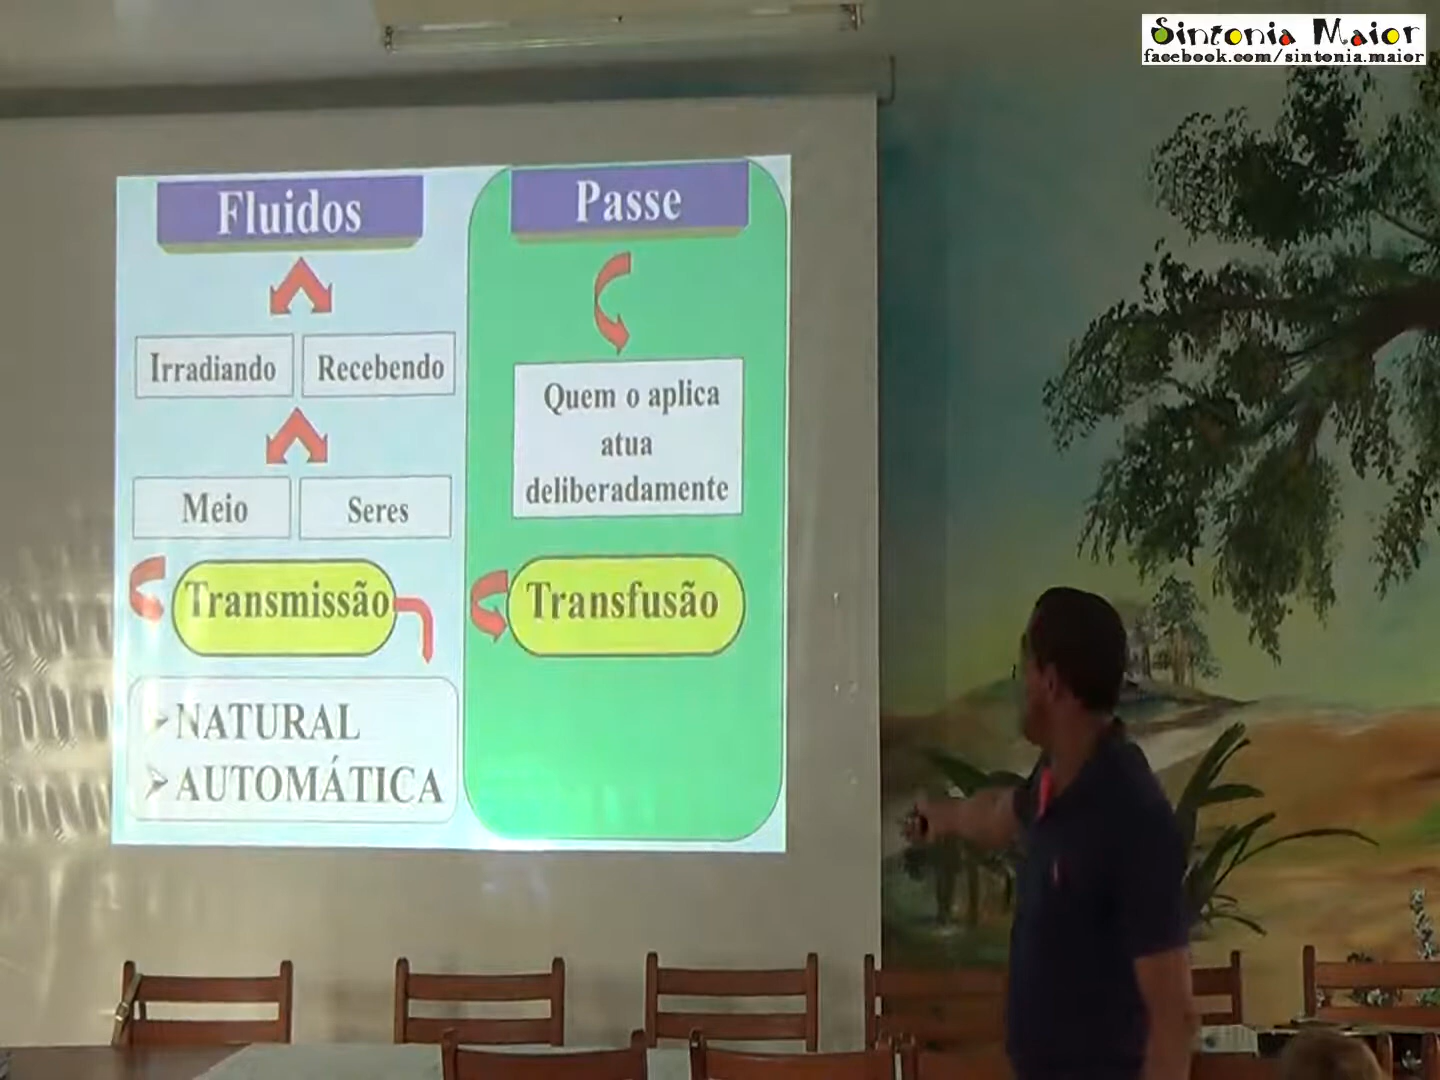 Sintonia Maior
facebook.com/sintonia.maior
Fluidos
Irradiando
Recebendo
Meio
Seres
Transmissão
➢NATURAL
➢AUTOMÁTICA
Passe
Quem o aplica
atua
deliberadamente
Transfusão